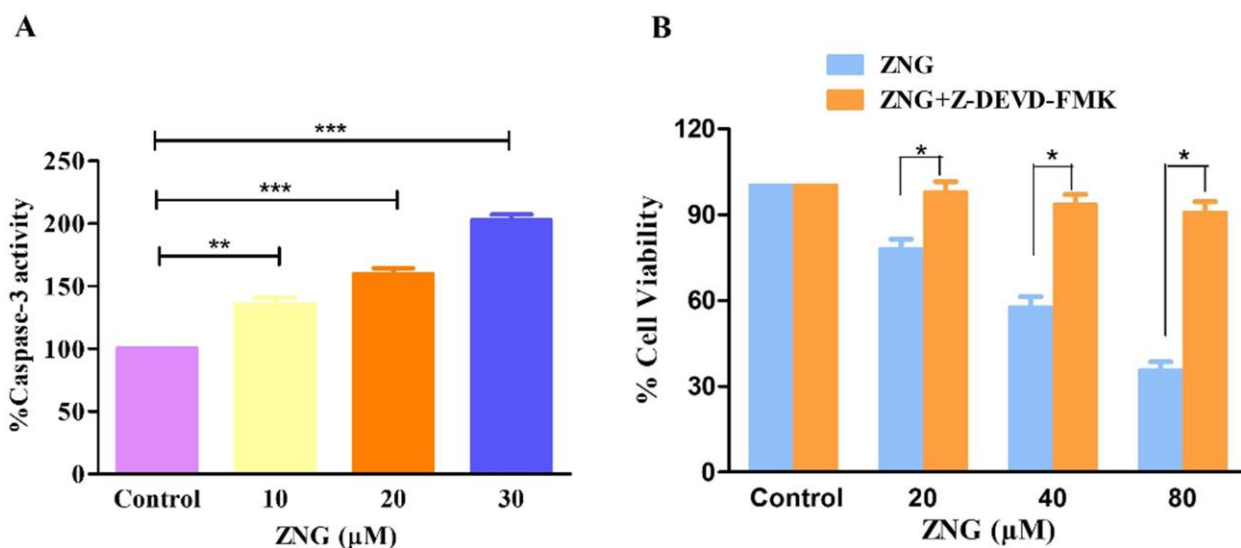 A
***
***
**
250
200
150
100
50
0
%Caspase-3 activity
Control 10 20 30
ZNG (µM)
B
ZNG
ZNG+Z-DEVD-FMK
120
90
60
30
0
% Cell Viability
* * *
Control 20 40 80
ZNG (µM)